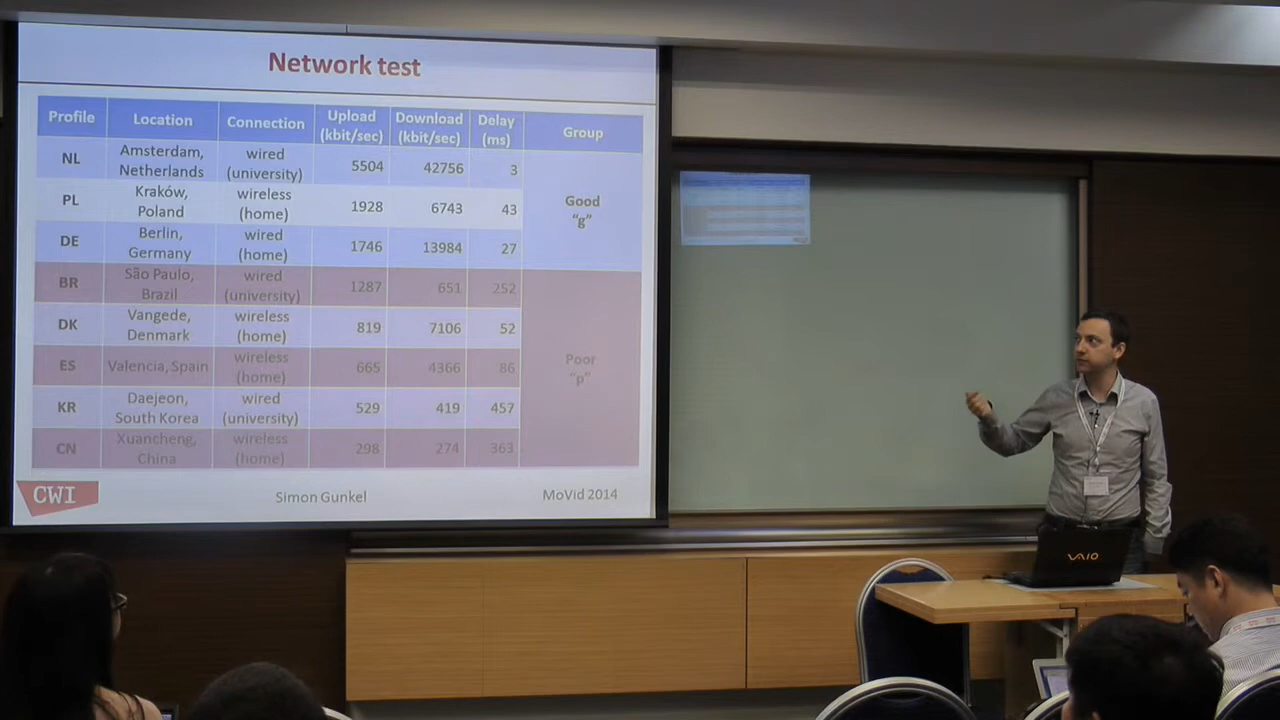 Network test
Profile Location Connection Upload (kbit/sec) Download (kbit/sec) Delay (ms) Group
NL Amsterdam, Netherlands wired (university) 5504 42756 3 Good "g"
PL Kraków, Poland wireless (home) 1928 6743 43
DE Berlin, Germany wired (home) 1746 13984 27
BR São Paulo, Brazil wired (university) 1287 651 252 Poor "p"
DK Vangede, Denmark wireless (home) 819 7106 52
ES Valencia, Spain wireless (home) 665 4366 86
KR Daejeon, South Korea wired (university) 529 419 457
CN Xuancheng, China wireless (home) 298 274 363
CWI Simon Gunkel MoVid 2014
VAIO